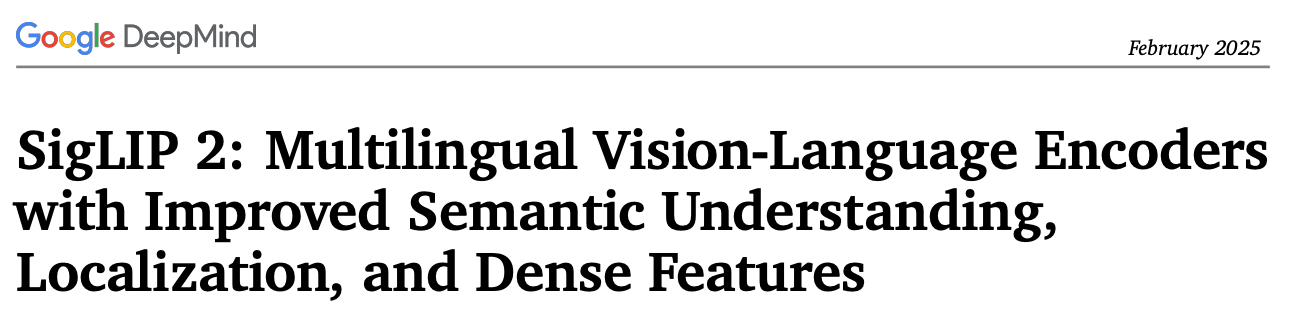 Google DeepMind
February 2025
SigLIP 2: Multilingual Vision-Language Encoders
with Improved Semantic Understanding,
Localization, and Dense Features